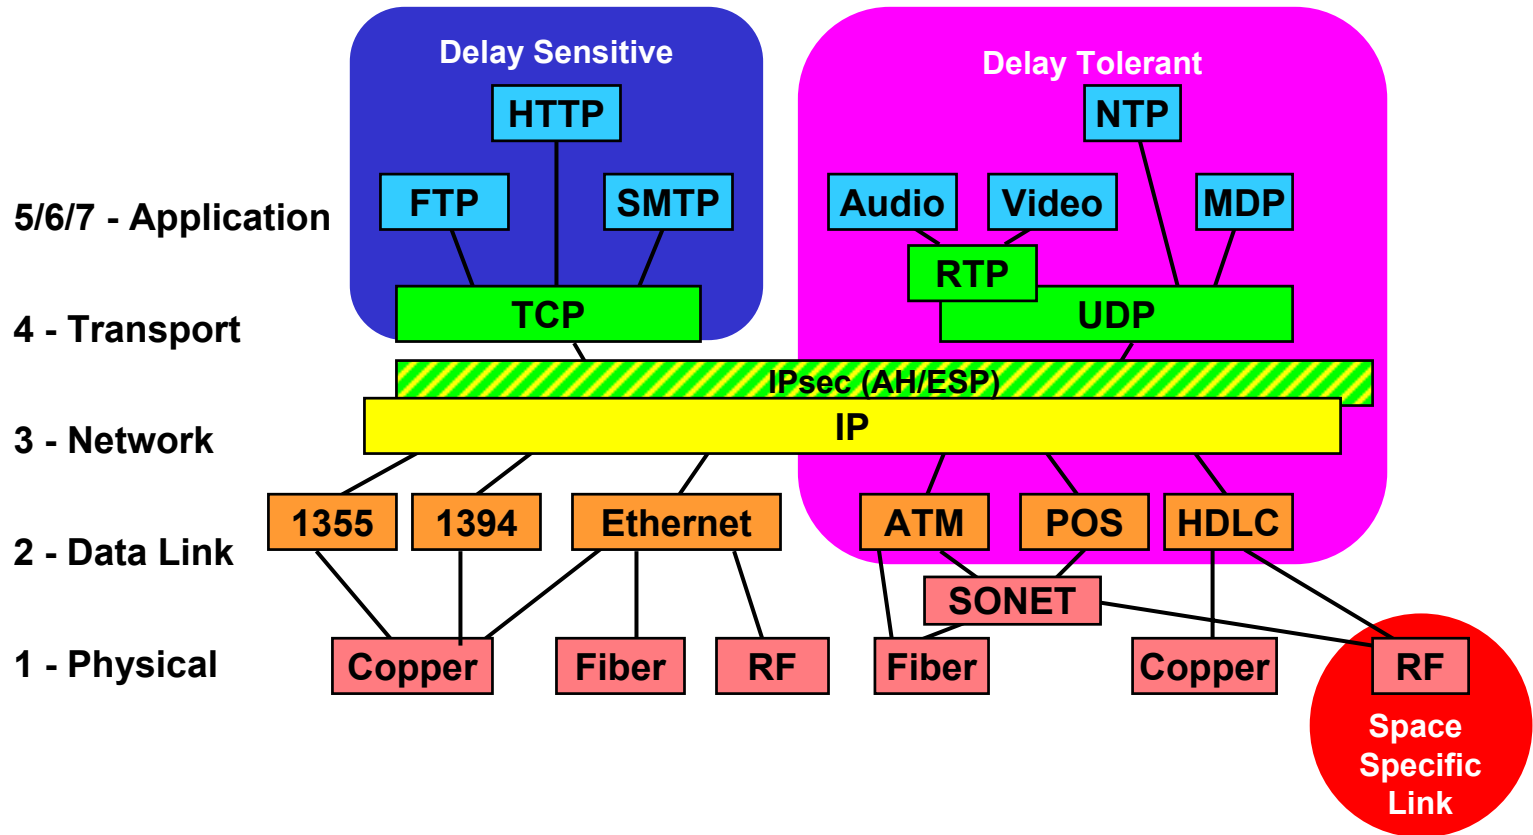 Delay Sensitive
Delay Tolerant
HTTP
NTP
5/6/7 - Application
FTP
SMTP
Audio
Video
MDP
RTP
4 - Transport
TCP
UDP
IPsec (AH/ESP)
3 - Network
IP
2 - Data Link
1355
1394
Ethernet
ATM
POS
HDLC
SONET
1 - Physical
Copper
Fiber
RF
Fiber
Copper
RF
Space
Specific
Link